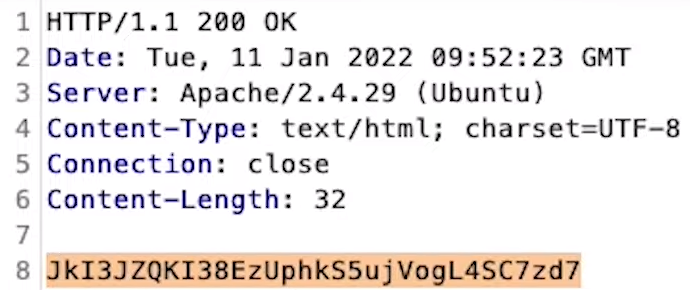 1 HTTP/1.1 200 OK
2 Date: Tue, 11 Jan 2022 09:52:23 GMT
3 Server: Apache/2.4.29 (Ubuntu)
4 Content-Type: text/html; charset=UTF-8
5 Connection: close
6 Content-Length: 32
7
8 JkI3JZQKI38EzUphkS5ujVogL4SC7zd7